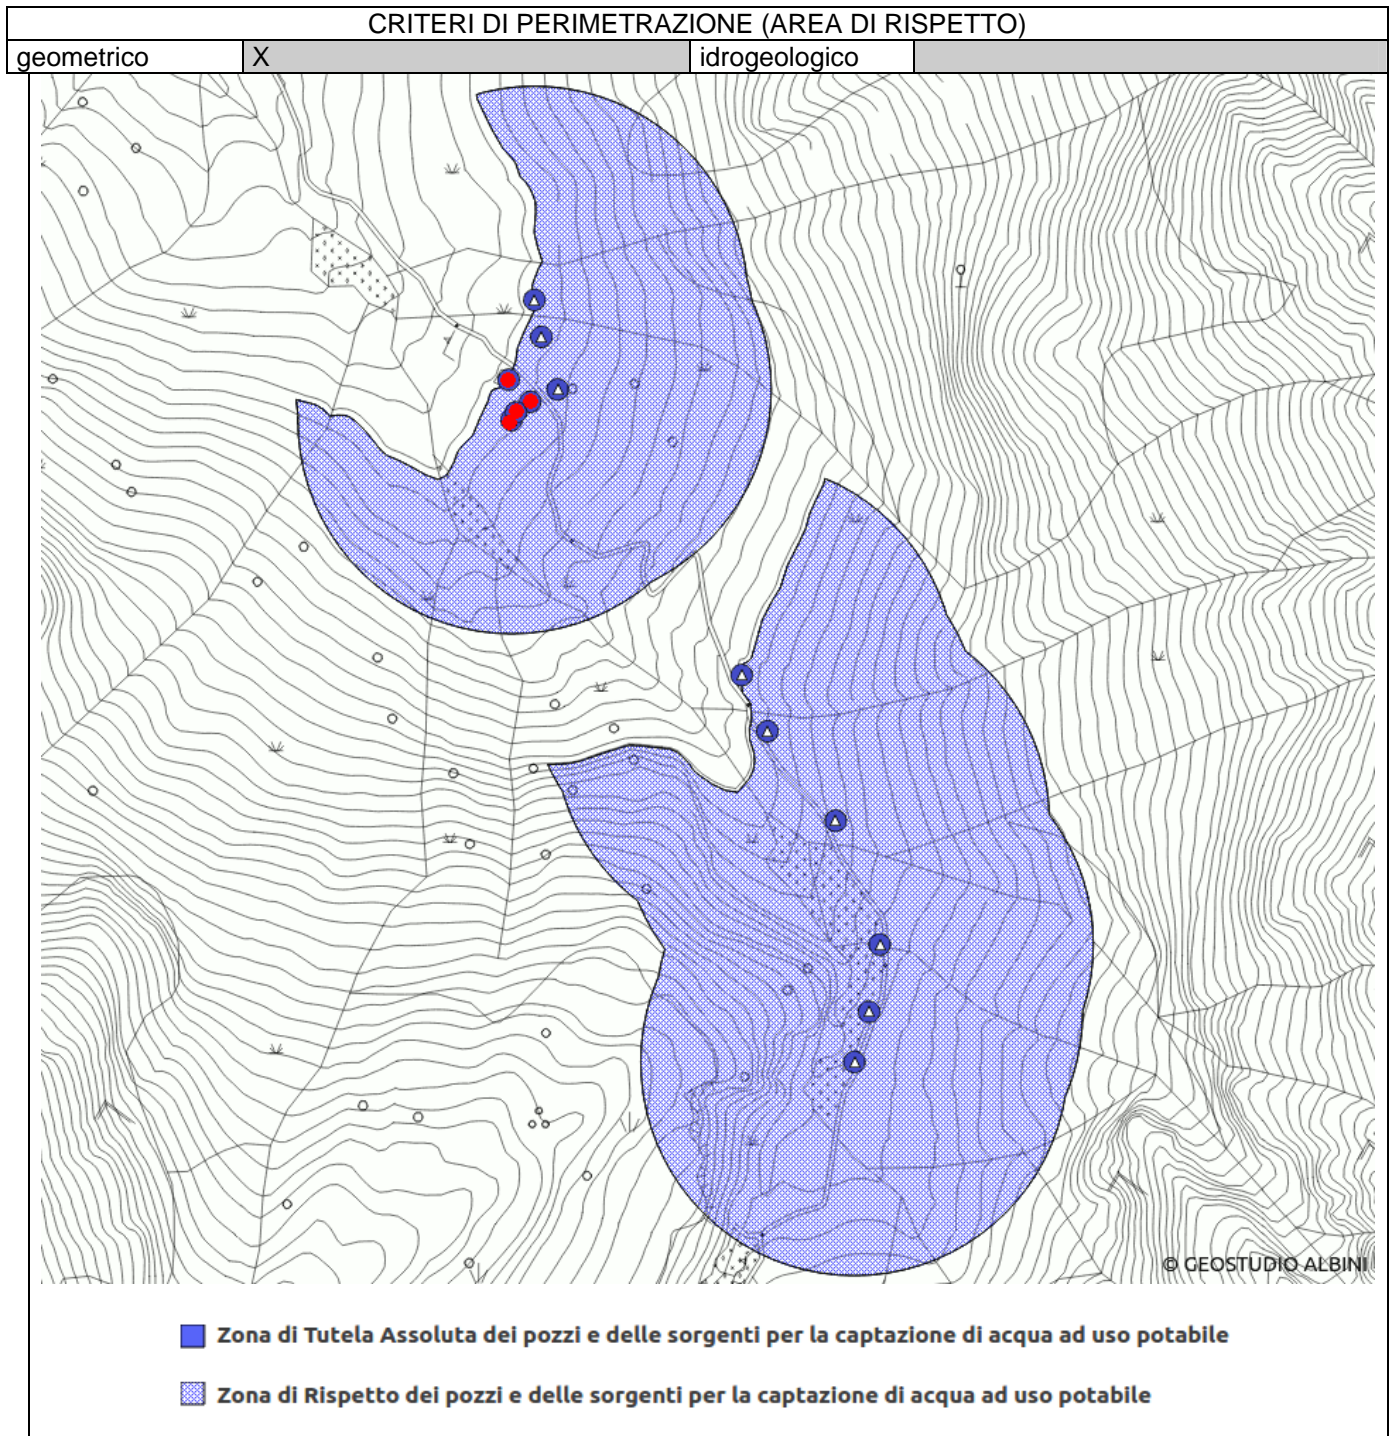 CRITERI DI PERIMETRAZIONE (AREA DI RISPETTO)
geometrico X idrogeologico
© GEOSTUDIO ALBINI
Zona di Tutela Assoluta dei pozzi e delle sorgenti per la captazione di acqua ad uso potabile
Zona di Rispetto dei pozzi e delle sorgenti per la captazione di acqua ad uso potabile